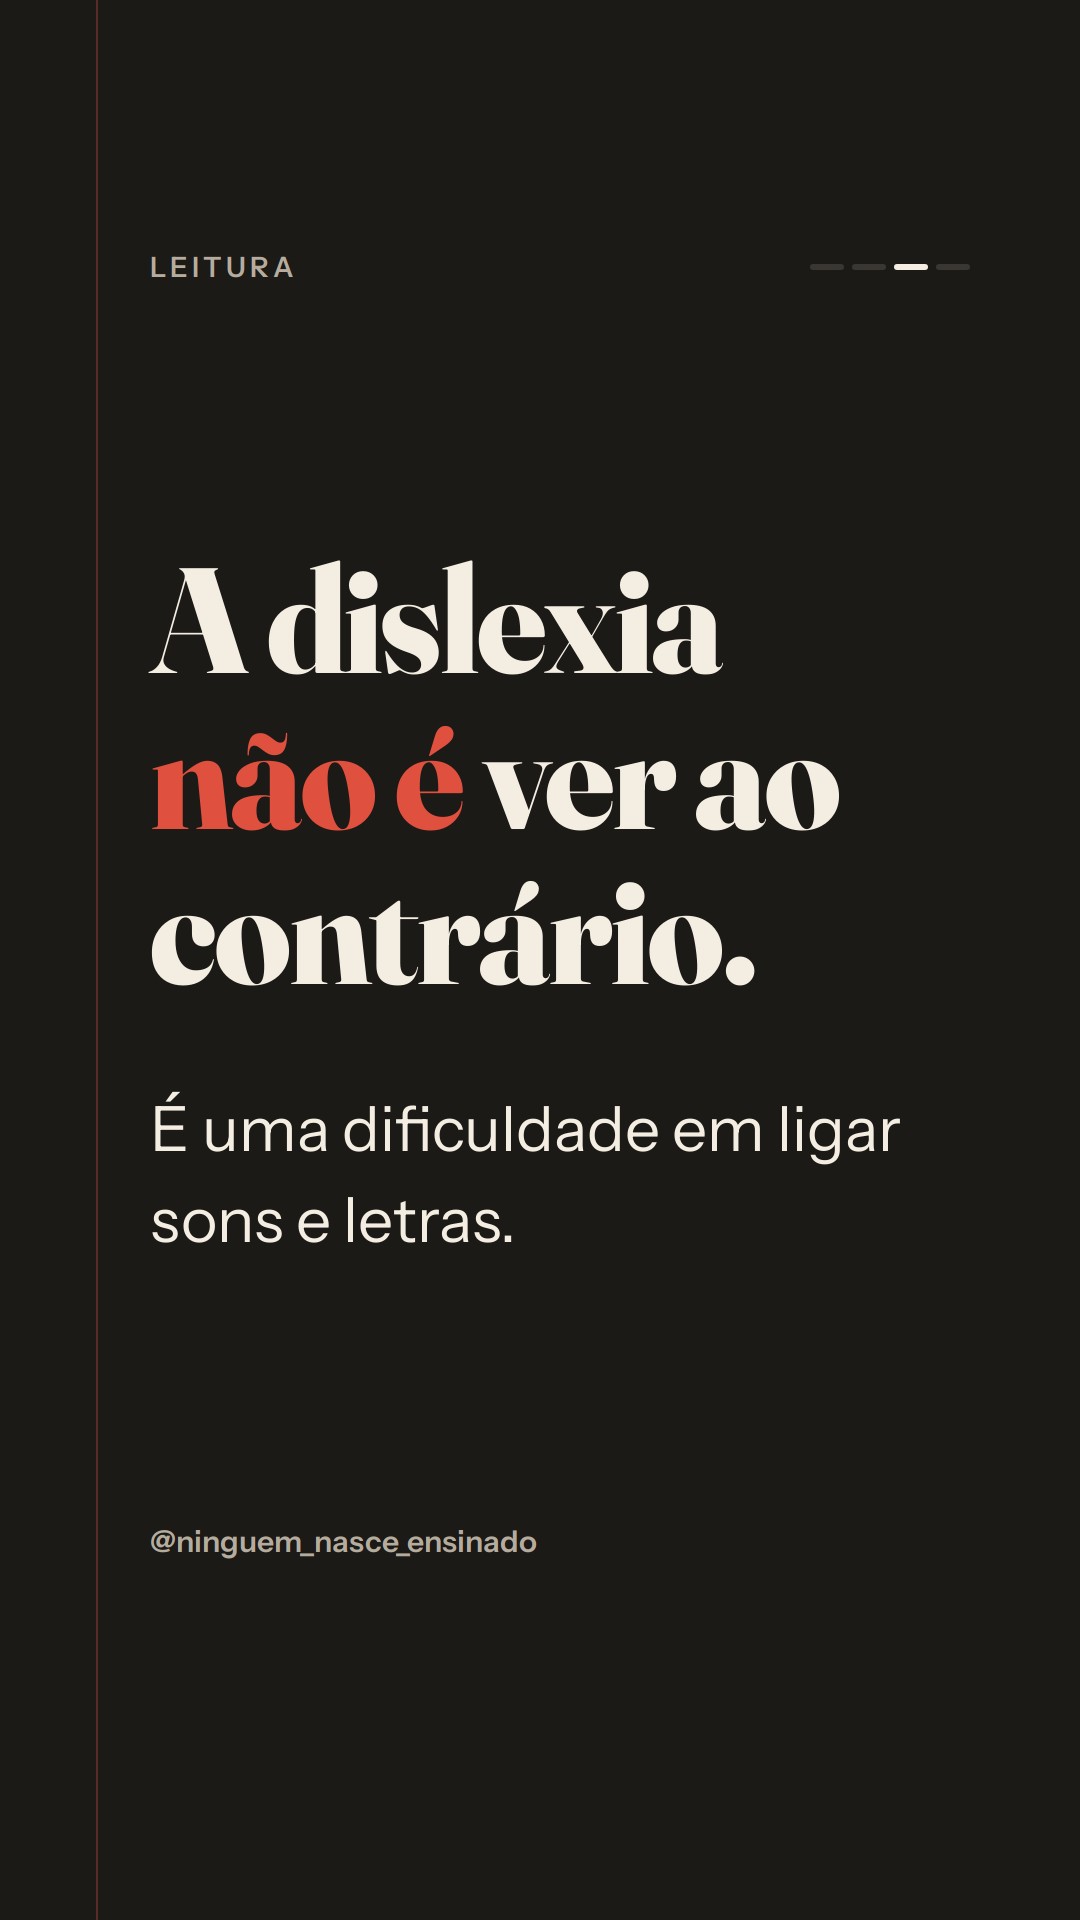 LEITURA
A dislexia
não é ver ao
contrário.
É uma dificuldade em ligar
sons e letras.
@ninguem_nasce_ensinado